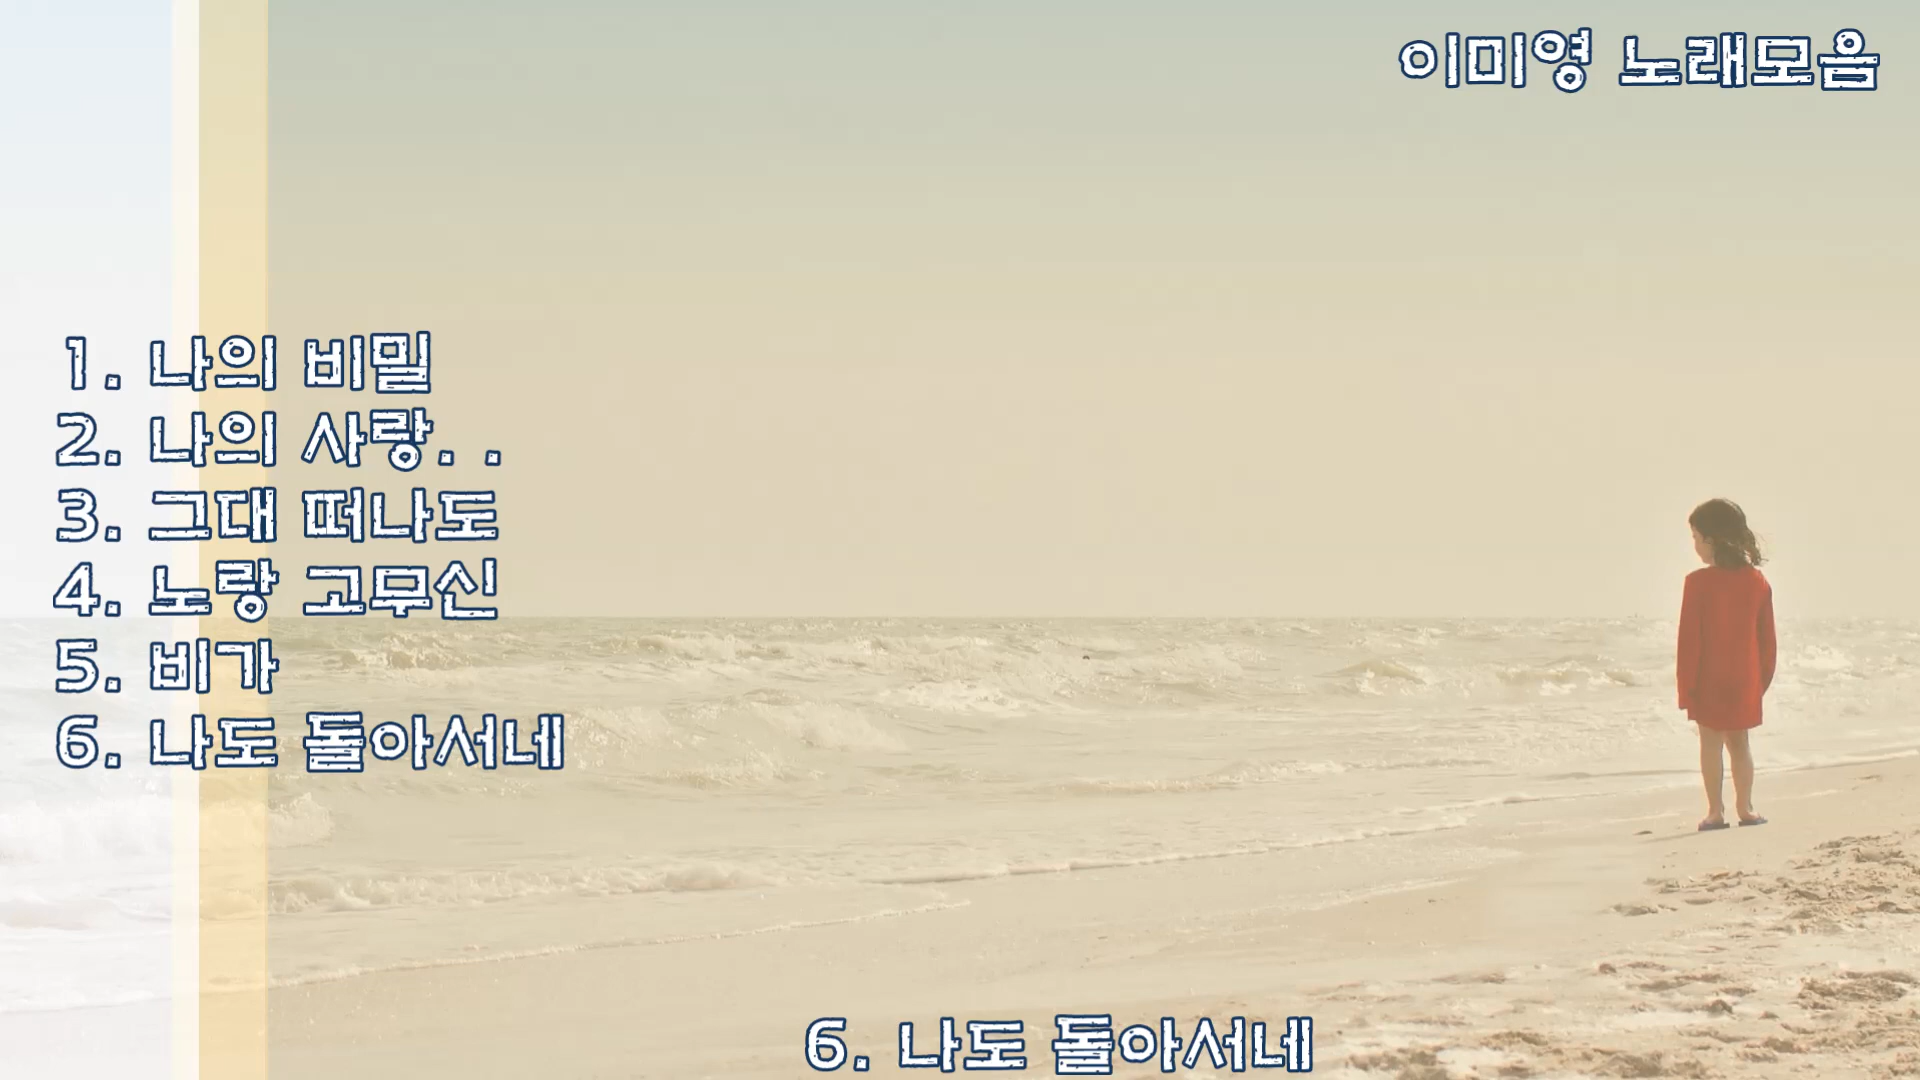 이미영 노래모음
1. 나의 비밀
2. 나의 사랑. .
3. 그대 떠나도
4. 노랑 고무신
5. 비가
6. 나도 돌아서네
6. 나도 돌아서네